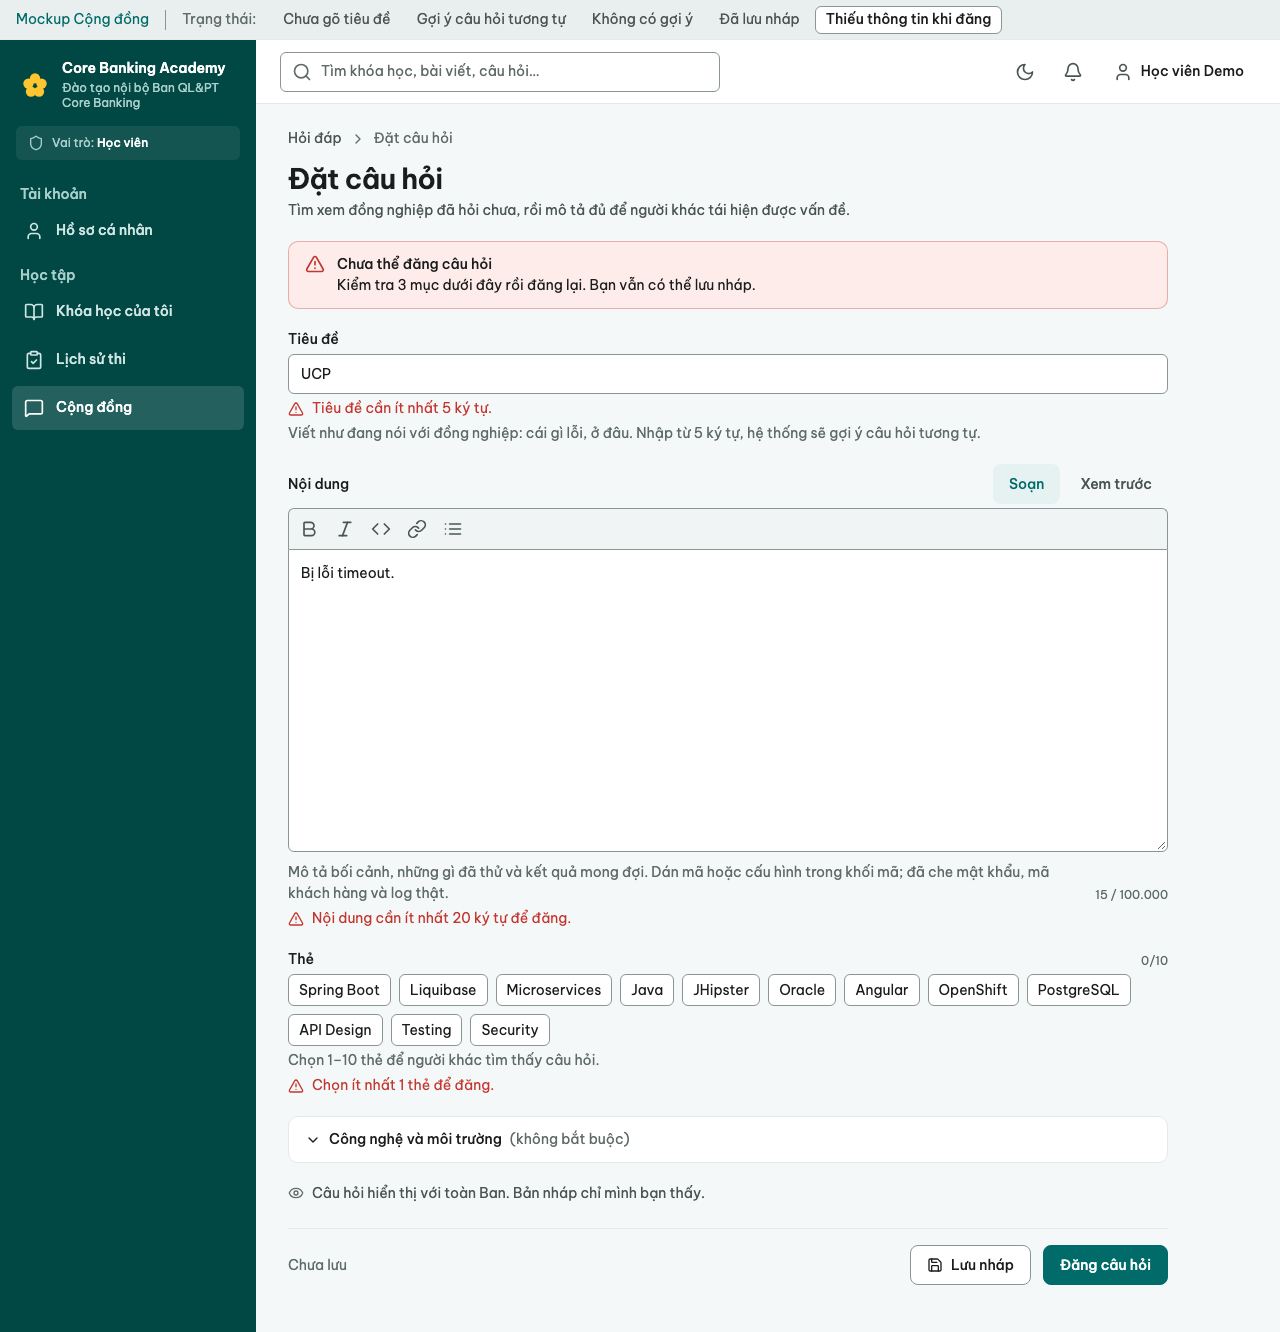 Mockup Cộng đồng
Trạng thái:
Chưa gõ tiêu đề
Gợi ý câu hỏi tương tự
Không có gợi ý
Đã lưu nháp
Thiếu thông tin khi đăng
Core Banking Academy
Đào tạo nội bộ Ban QL&PT
Core Banking
Vai trò: Học viên
Tài khoản
Hồ sơ cá nhân
Học tập
Khóa học của tôi
Lịch sử thi
Cộng đồng
Tìm khóa học, bài viết, câu hỏi...
Học viên Demo
Hỏi đáp
Đặt câu hỏi
Đặt câu hỏi
Tìm xem đồng nghiệp đã hỏi chưa, rồi mô tả đủ để người khác tái hiện được vấn đề.
Chưa thể đăng câu hỏi
Kiểm tra 3 mục dưới đây rồi đăng lại. Bạn vẫn có thể lưu nháp.
Tiêu đề
UCP
Tiêu đề cần ít nhất 5 ký tự.
Viết như đang nói với đồng nghiệp: cái gì lỗi, ở đâu. Nhập từ 5 ký tự, hệ thống sẽ gợi ý câu hỏi tương tự.
Nội dung
Soạn
Xem trước
Bị lỗi timeout.
Mô tả bối cảnh, những gì đã thử và kết quả mong đợi. Dán mã hoặc cấu hình trong khối mã; đã che mật khẩu, mã
khách hàng và log thật.
15 / 100.000
Nội dung cần ít nhất 20 ký tự để đăng.
Thẻ
0/10
Spring Boot
Liquibase
Microservices
Java
JHipster
Oracle
Angular
OpenShift
PostgreSQL
API Design
Testing
Security
Chọn 1–10 thẻ để người khác tìm thấy câu hỏi.
Chọn ít nhất 1 thẻ để đăng.
Công nghệ và môi trường (không bắt buộc)
Câu hỏi hiển thị với toàn Ban. Bản nháp chỉ mình bạn thấy.
Chưa lưu
Lưu nháp
Đăng câu hỏi